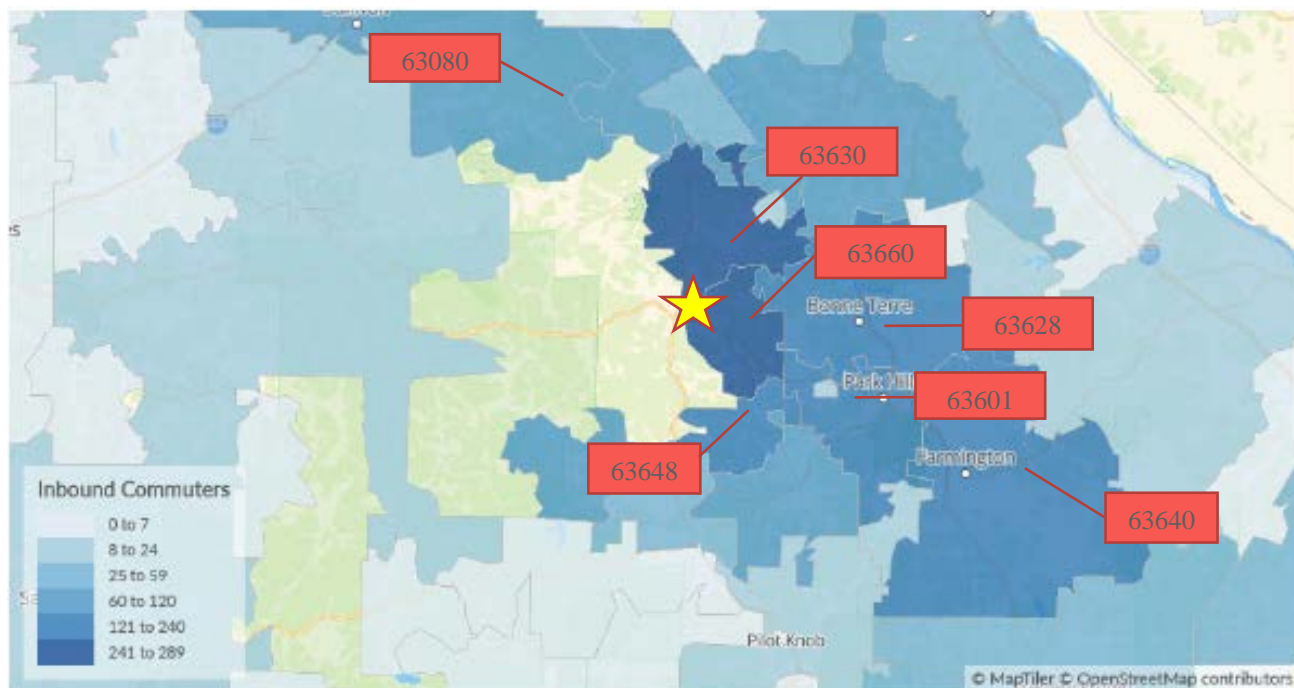 63080
63630
63660
Bonne Terre
63628
Park Hill
63601
Farmington
63648
63640
Inbound Commuters
0 to 7
8 to 24
25 to 59
60 to 120
121 to 240
241 to 289
Pilot Knob
© MapTiler © OpenStreetMap contributors